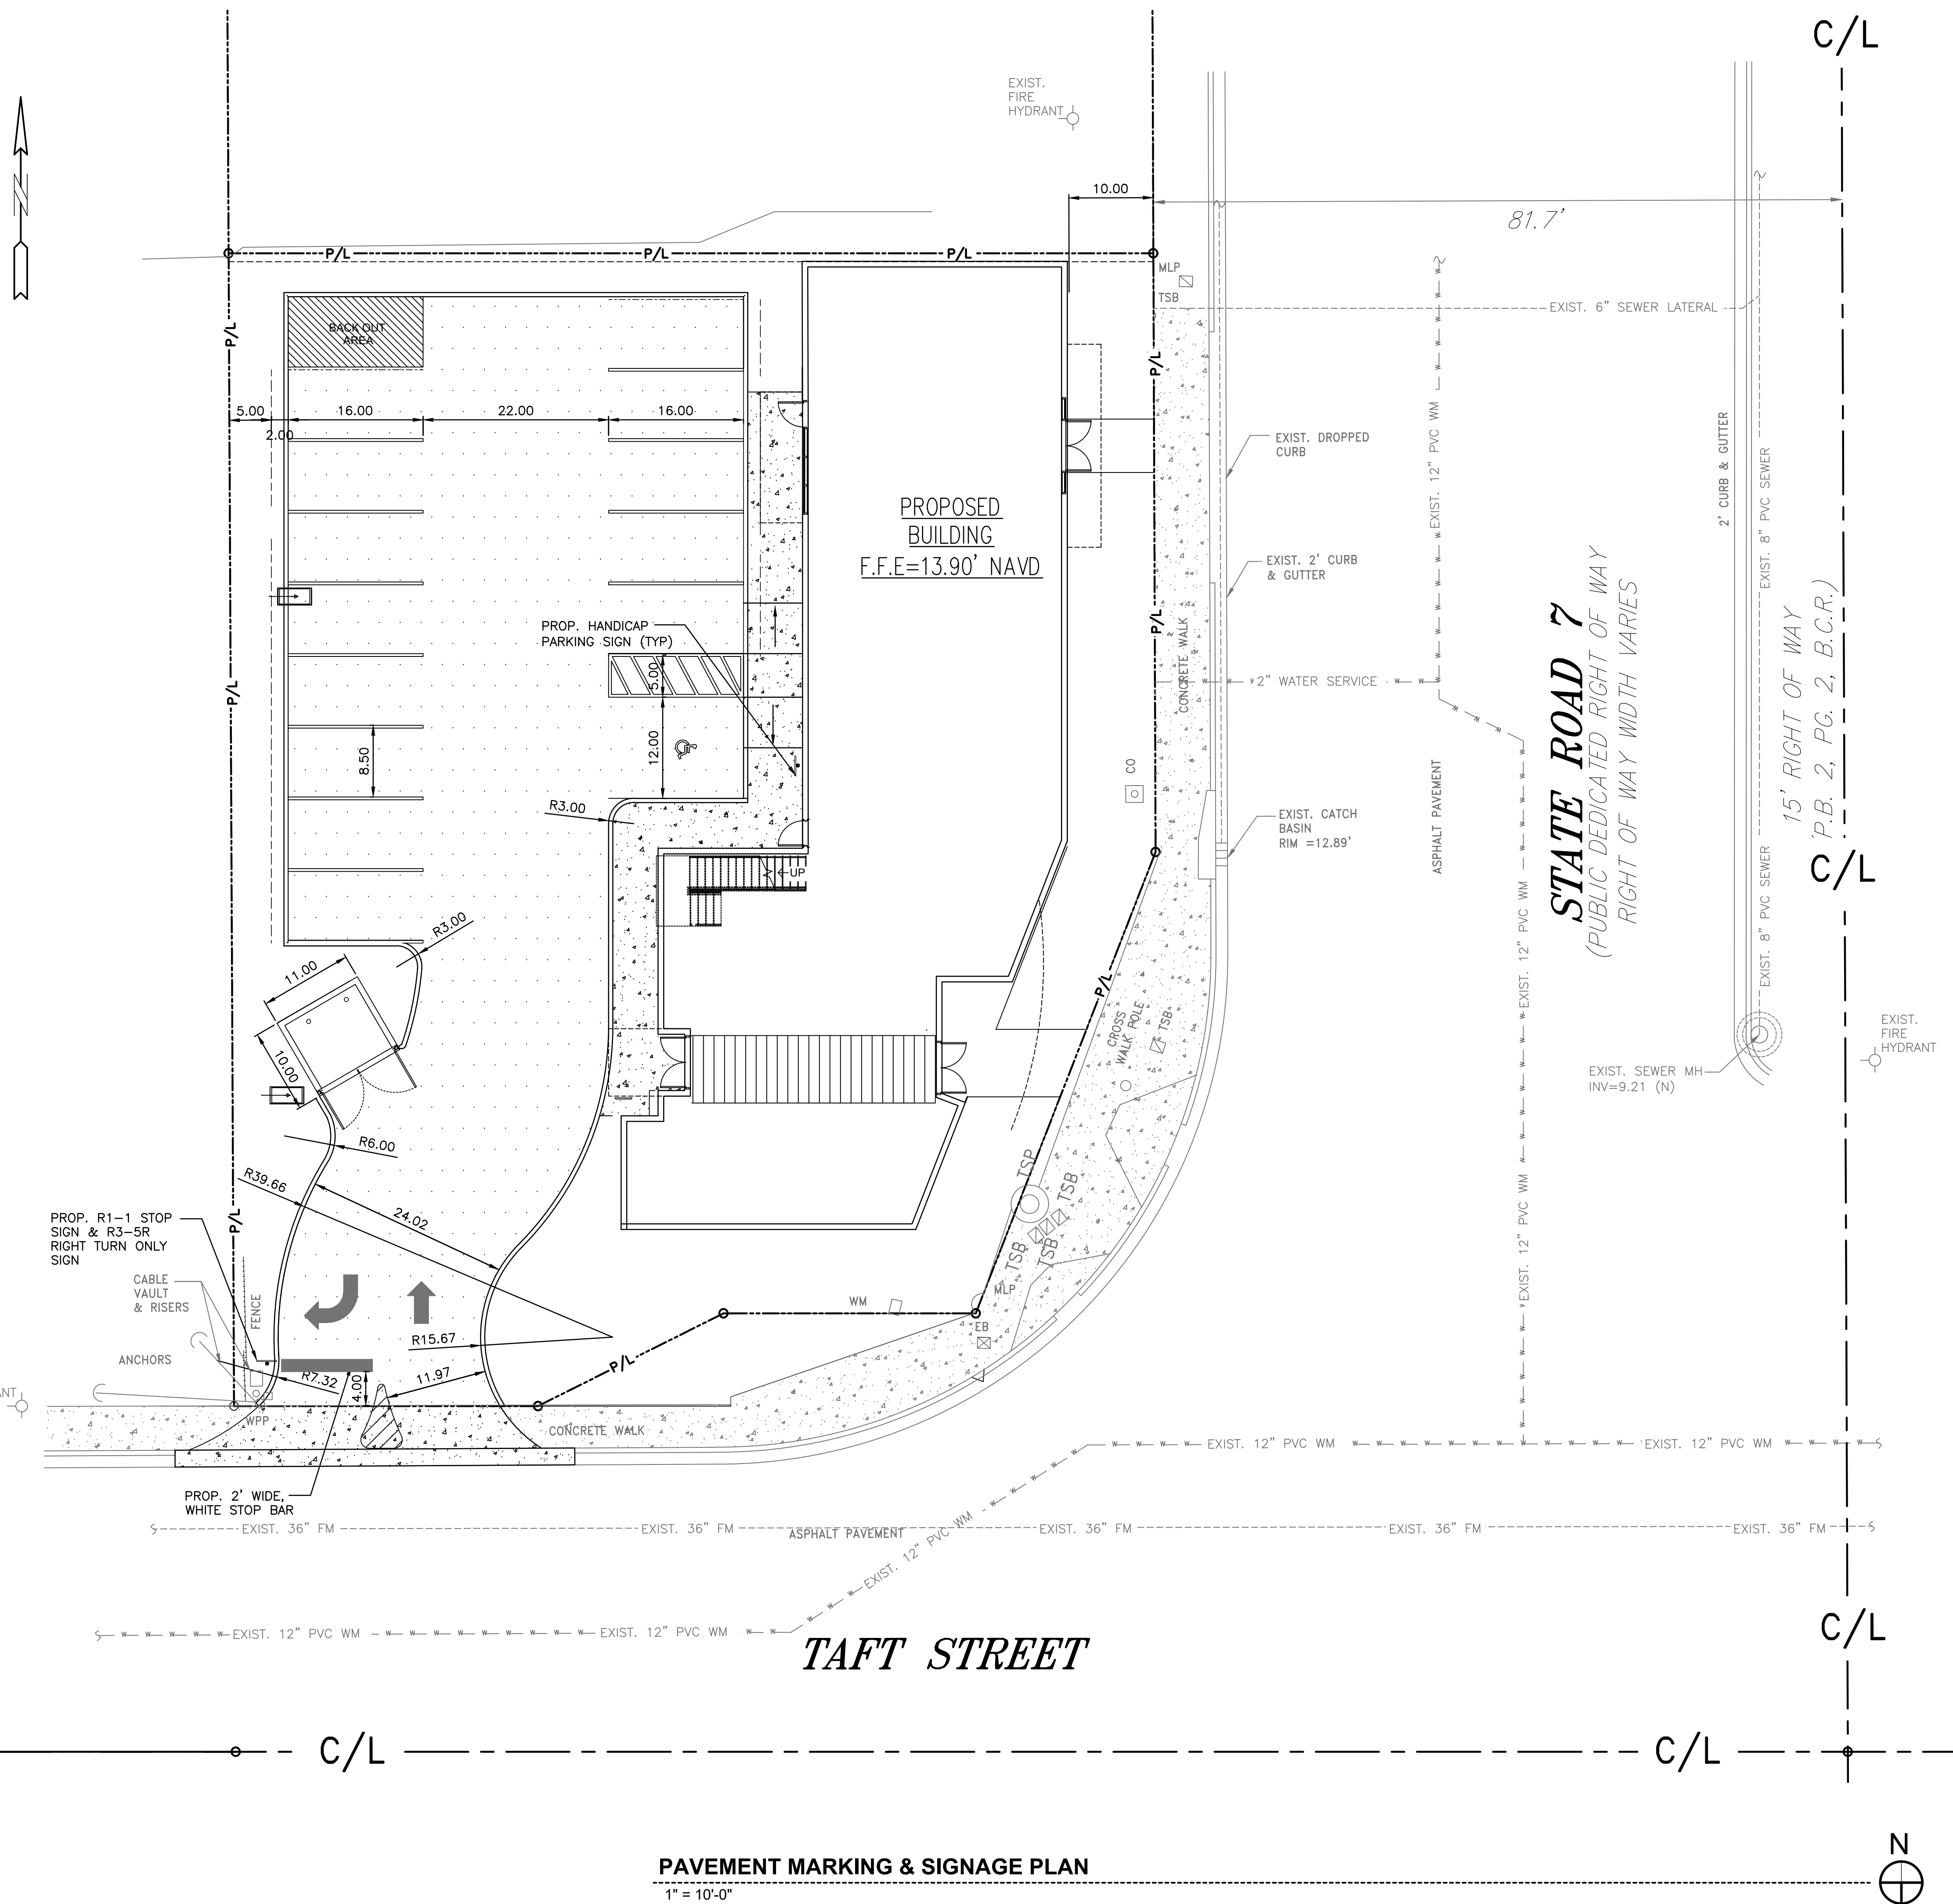 C/L
EXIST.
FIRE
HYDRANT
N
10.00
81.7'
P/L
P/L
P/L
MLP
TSB
EXIST. 6" SEWER LATERAL
BACK OUT
AREA
P/L
P/L
5.00
16.00
22.00
16.00
2.00
EXIST. DROPPED
CURB
EXIST. 12" PVC WM
EXIST. 12" PVC WM
2' CURB & GUTTER
EXIST. 8" PVC SEWER
PROPOSED
BUILDING
F.F.E=13.90' NAVD
EXIST. 2' CURB
& GUTTER
STATE ROAD 7
(PUBLIC DEDICATED RIGHT OF WAY
RIGHT OF WAY WIDTH VARIES
15' RIGHT OF WAY
P.B. 2, PG. 2, B.C.R.)
PROP. HANDICAP
PARKING SIGN (TYP)
P/L
CONCRETE WALK
5.00
2" WATER SERVICE
P/L
8.50
12.00
CO
ASPHALT PAVEMENT
R3.00
EXIST. CATCH
BASIN
RIM =12.89'
UP
C/L
EXIST. 8" PVC SEWER
EXIST. 12" PVC WM
R3.00
11.00
P/L
CROSS
WALK POLE
TSB
EXIST. 12" PVC WM
EXIST.
FIRE
HYDRANT
10.00
EXIST. SEWER MH
INV=9.21 (N)
R6.00
R39.66
TSP
TSB
EXIST. 12" PVC WM
24.02
PROP. R1-1 STOP
SIGN & R3-5R
RIGHT TURN ONLY
SIGN
P/L
TSB
TSB
CABLE
VAULT
& RISERS
FENCE
WM
MLP
EXIST. 12" PVC WM
EB
R15.67
ANCHORS
P/L
R7.32
4.00
11.97
ANT
WPP
CONCRETE WALK
EXIST. 12" PVC WM
EXIST. 12" PVC WM
PROP. 2' WIDE,
WHITE STOP BAR
EXIST. 36" FM
EXIST. 36" FM
ASPHALT PAVEMENT
EXIST. 36" FM
EXIST. 36" FM
EXIST. 36" FM
EXIST. 12" PVC WM
EXIST. 12" PVC WM
EXIST. 12" PVC WM
TAFT STREET
C/L
C/L
C/L
N
PAVEMENT MARKING & SIGNAGE PLAN
1" = 10'-0"